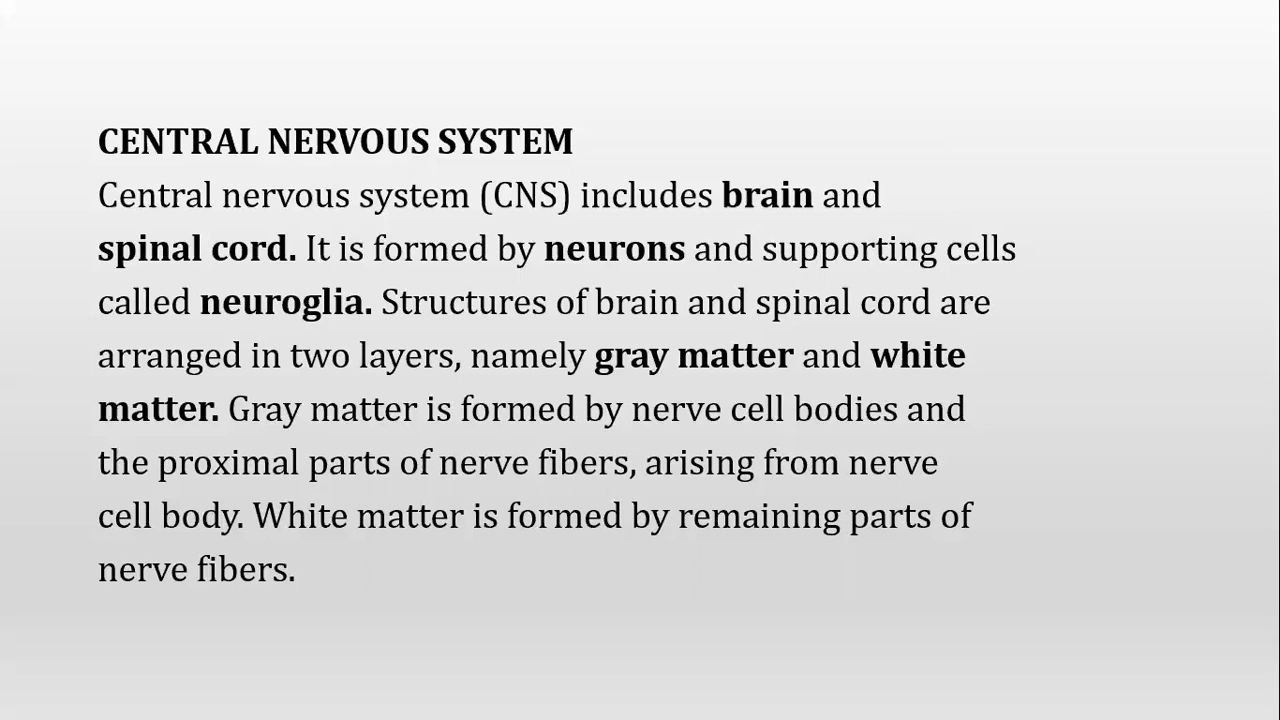 CENTRAL NERVOUS SYSTEM
Central nervous system (CNS) includes brain and
spinal cord. It is formed by neurons and supporting cells
called neuroglia. Structures of brain and spinal cord are
arranged in two layers, namely gray matter and white
matter. Gray matter is formed by nerve cell bodies and
the proximal parts of nerve fibers, arising from nerve
cell body. White matter is formed by remaining parts of
nerve fibers.